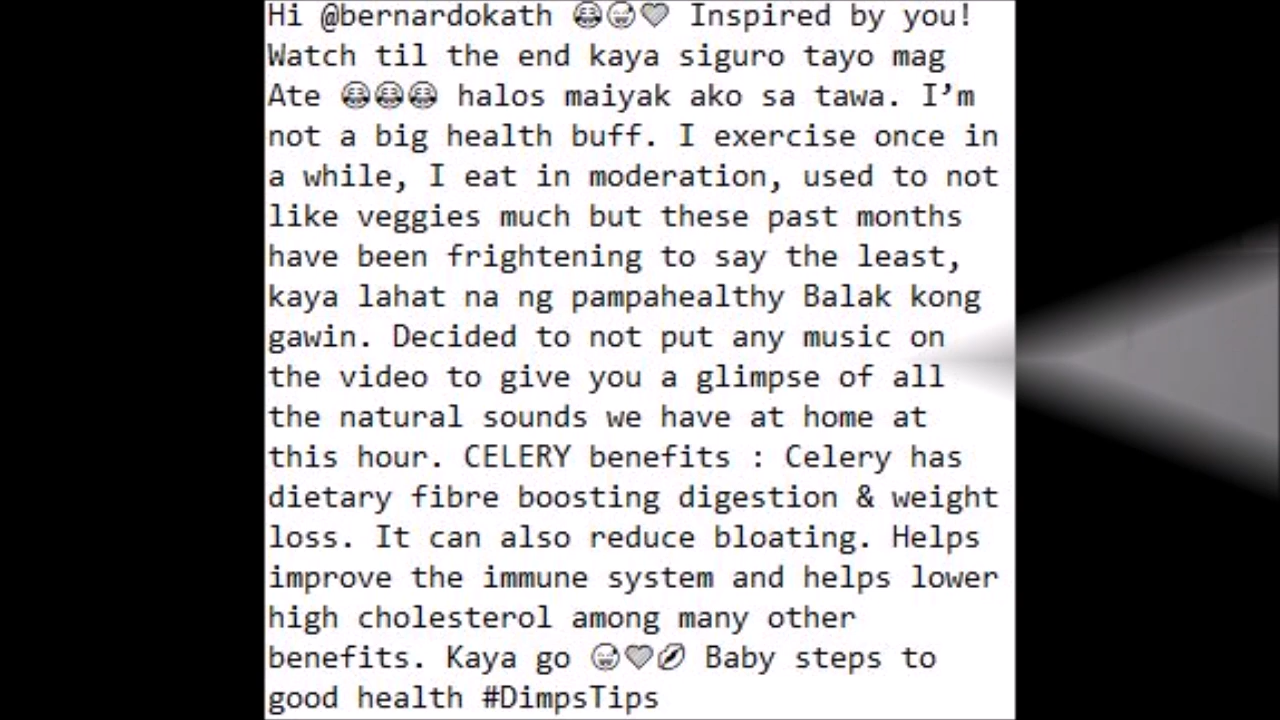 Hi @bernardokath 😂😅💛 Inspired by you!
Watch til the end kaya siguro tayo mag
Ate 😂😂😂 halos maiyak ako sa tawa. I’m
not a big health buff. I exercise once in
a while, I eat in moderation, used to not
like veggies much but these past months
have been frightening to say the least,
kaya lahat na ng pampahealthy Balak kong
gawin. Decided to not put any music on
the video to give you a glimpse of all
the natural sounds we have at home at
this hour. CELERY benefits : Celery has
dietary fibre boosting digestion & weight
loss. It can also reduce bloating. Helps
improve the immune system and helps lower
high cholesterol among many other
benefits. Kaya go 😅💛💋 Baby steps to
good health #DimpsTips